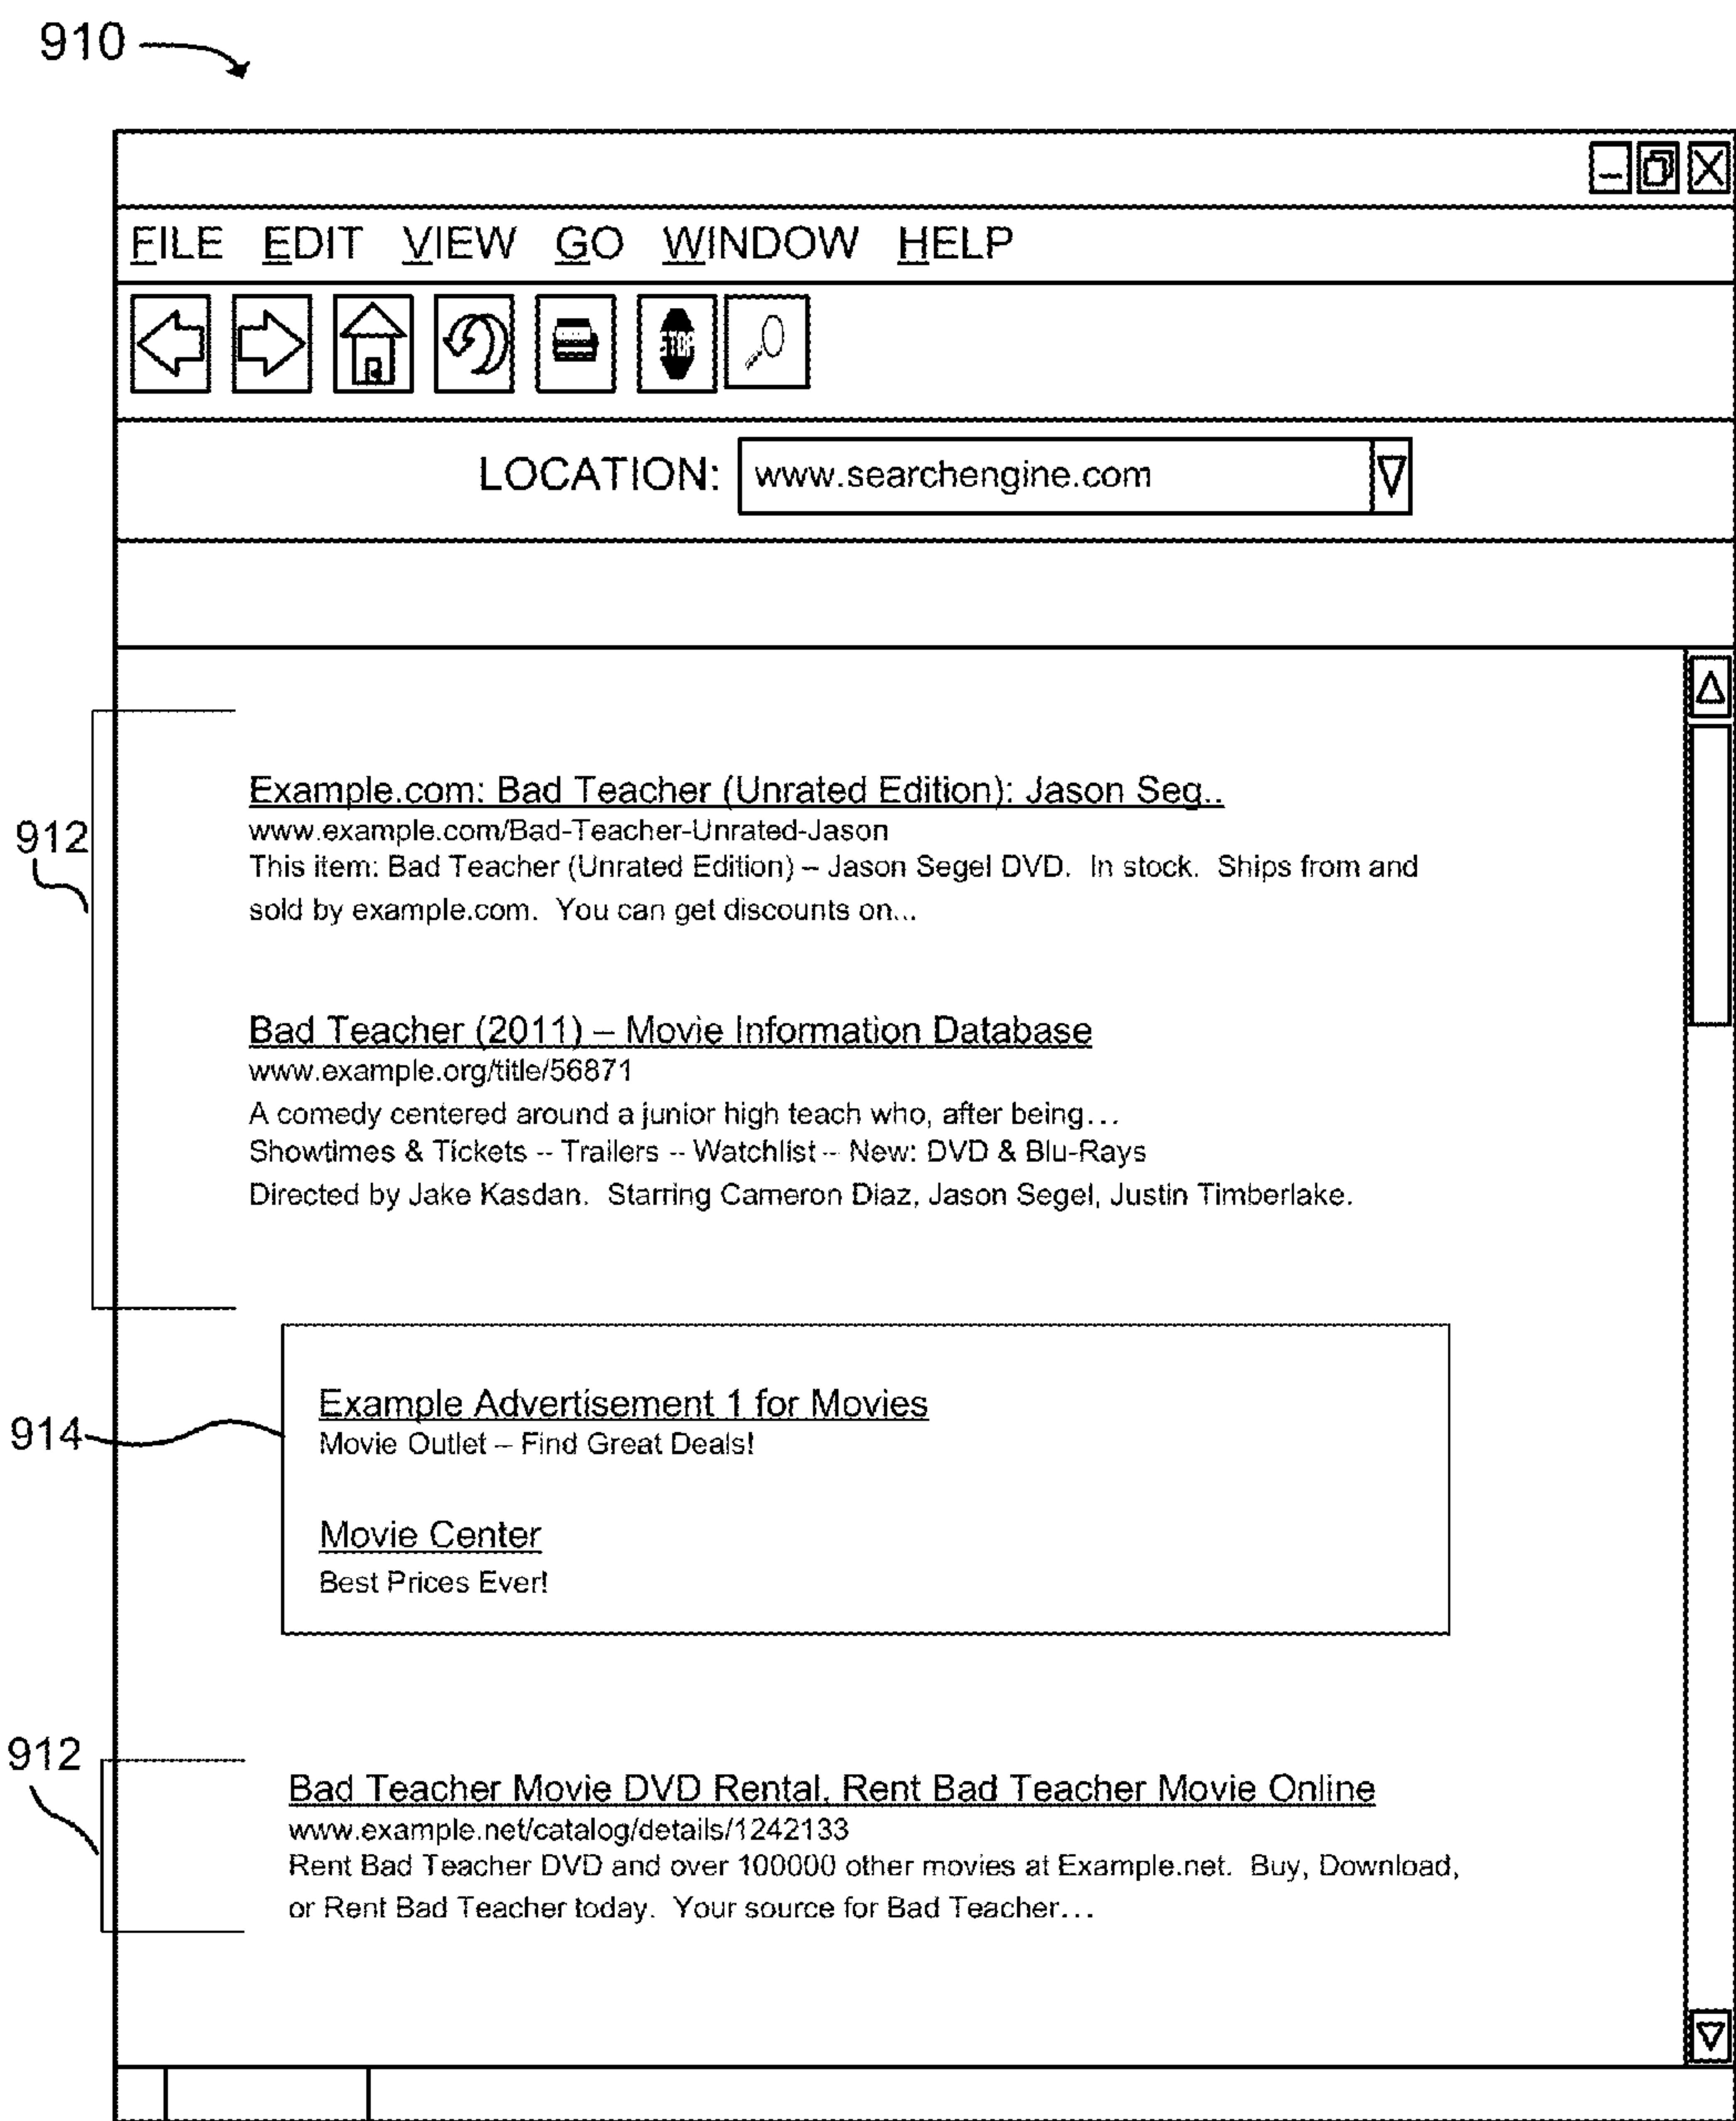 910
FILE EDIT VIEW GO WINDOW HELP
STOP
LOCATION: www.searchengine.com
912
Example.com: Bad Teacher (Unrated Edition): Jason Seg..
www.example.com/Bad-Teacher-Unrated-Jason
This item: Bad Teacher (Unrated Edition) – Jason Segel DVD. In stock. Ships from and
sold by example.com. You can get discounts on...
Bad Teacher (2011) – Movie Information Database
www.example.org/title/56871
A comedy centered around a junior high teach who, after being...
Showtimes & Tickets -- Trailers -- Watchlist -- New: DVD & Blu-Rays
Directed by Jake Kasdan. Starring Cameron Diaz, Jason Segel, Justin Timberlake.
914
Example Advertisement 1 for Movies
Movie Outlet – Find Great Deals!
Movie Center
Best Prices Ever!
912
Bad Teacher Movie DVD Rental, Rent Bad Teacher Movie Online
www.example.net/catalog/details/1242133
Rent Bad Teacher DVD and over 100000 other movies at Example.net. Buy, Download,
or Rent Bad Teacher today. Your source for Bad Teacher...